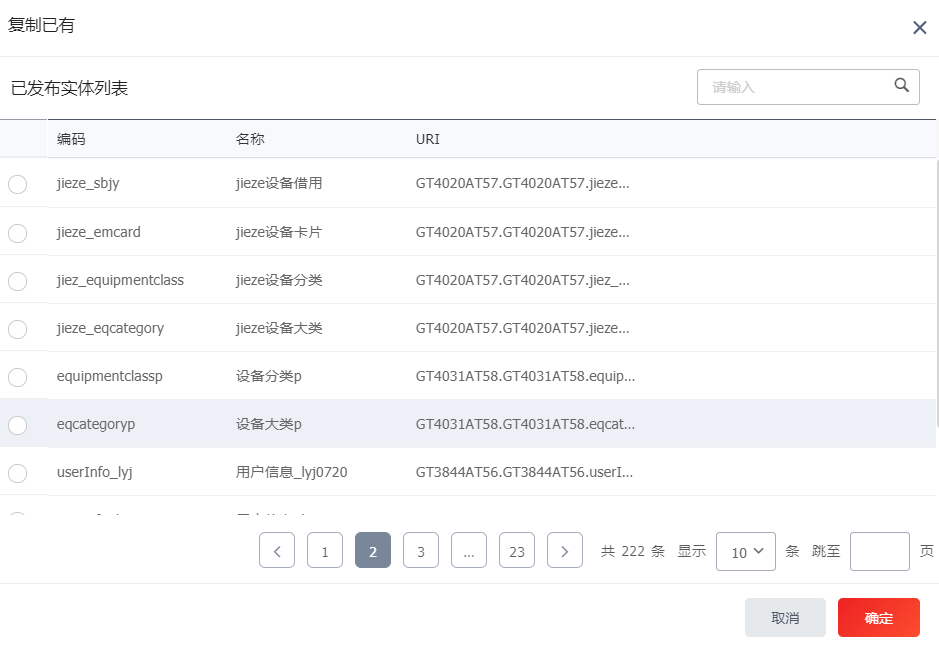 复制已有
已发布实体列表
请输入
编码 名称 URI
jieze_sbjy jieze设备借用 GT4020AT57.GT4020AT57.jieze...
jieze_emcard jieze设备卡片 GT4020AT57.GT4020AT57.jieze...
jiez_equipmentclass jieze设备分类 GT4020AT57.GT4020AT57.jiez_...
jieze_eqcategory jieze设备大类 GT4020AT57.GT4020AT57.jieze...
equipmentclassp 设备分类p GT4031AT58.GT4031AT58.equip...
eqcategoryp 设备大类p GT4031AT58.GT4031AT58.eqcat...
userInfo_lyj 用户信息_lyj0720 GT3844AT56.GT3844AT56.userI...
1 2 3 ... 23 共 222 条 显示 10 条 跳至 页
取消 确定